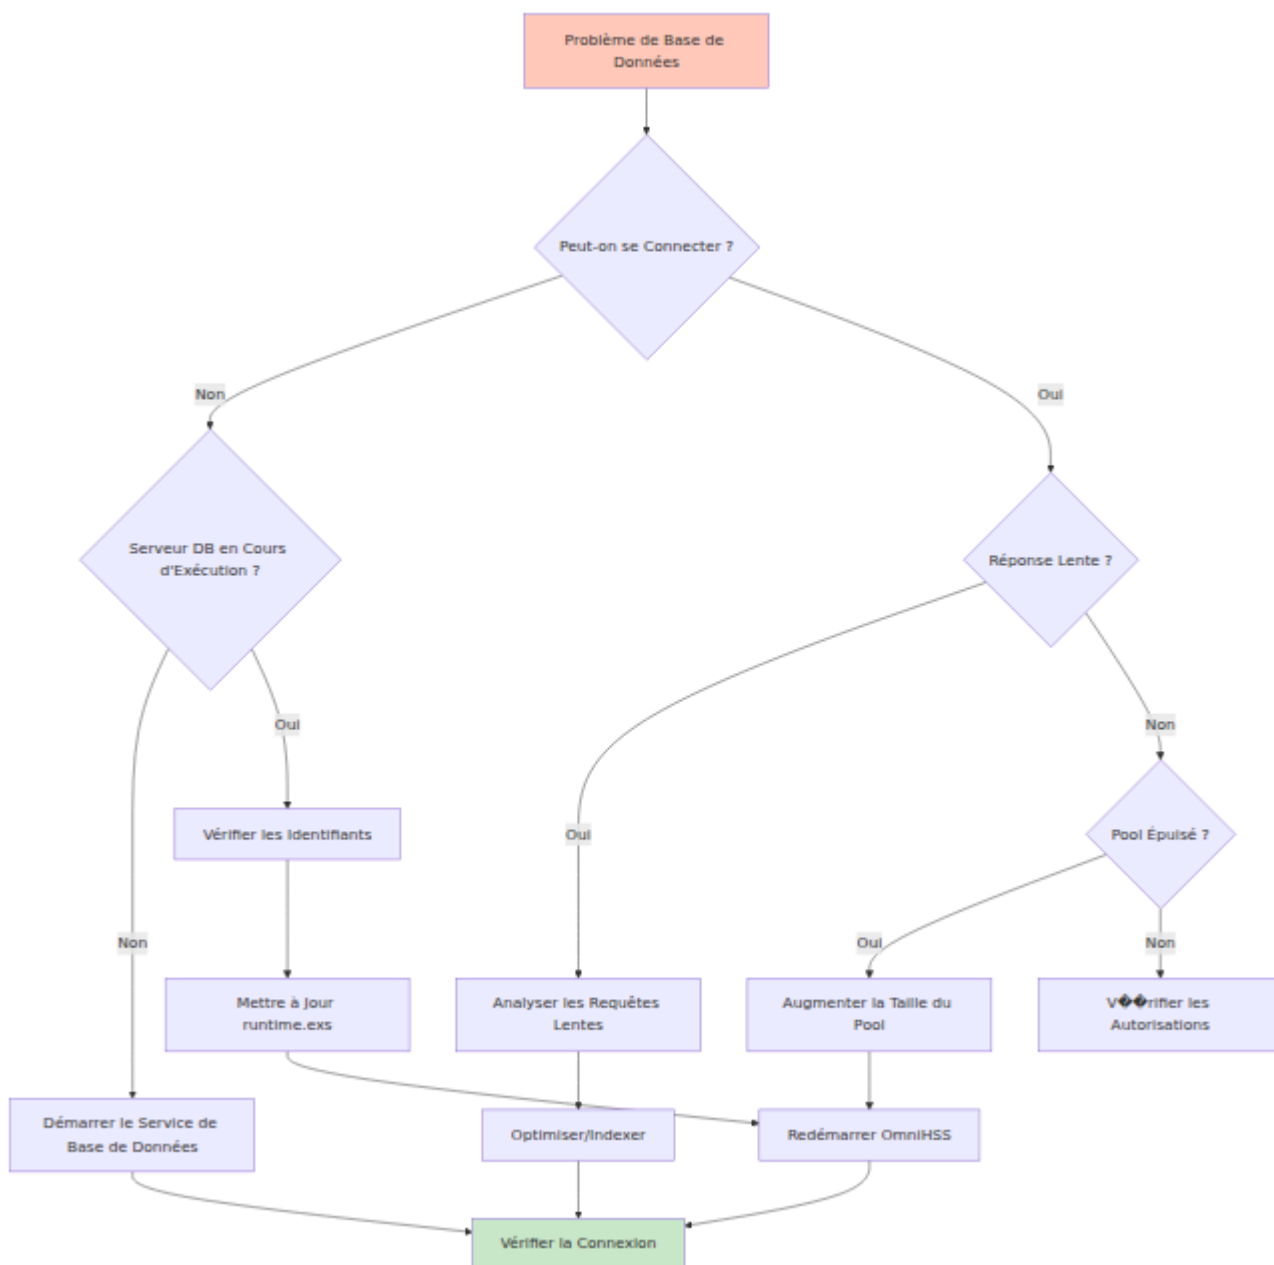 Problème de Base de
Données
Peut-on se Connecter ?
Non
Oui
Serveur DB en Cours
d'Exécution ?
Réponse Lente ?
Oui
Non
Vérifier les Identifiants
Oui
Pool Épuisé ?
Non
Oui
Non
Mettre à Jour
runtime.exs
Analyser les Requêtes
Lentes
Augmenter la Taille du
Pool
V��rifier les
Autorisations
Démarrer le Service de
Base de Données
Optimiser/Indexer
Redémarrer OmniHSS
Vérifier la Connexion